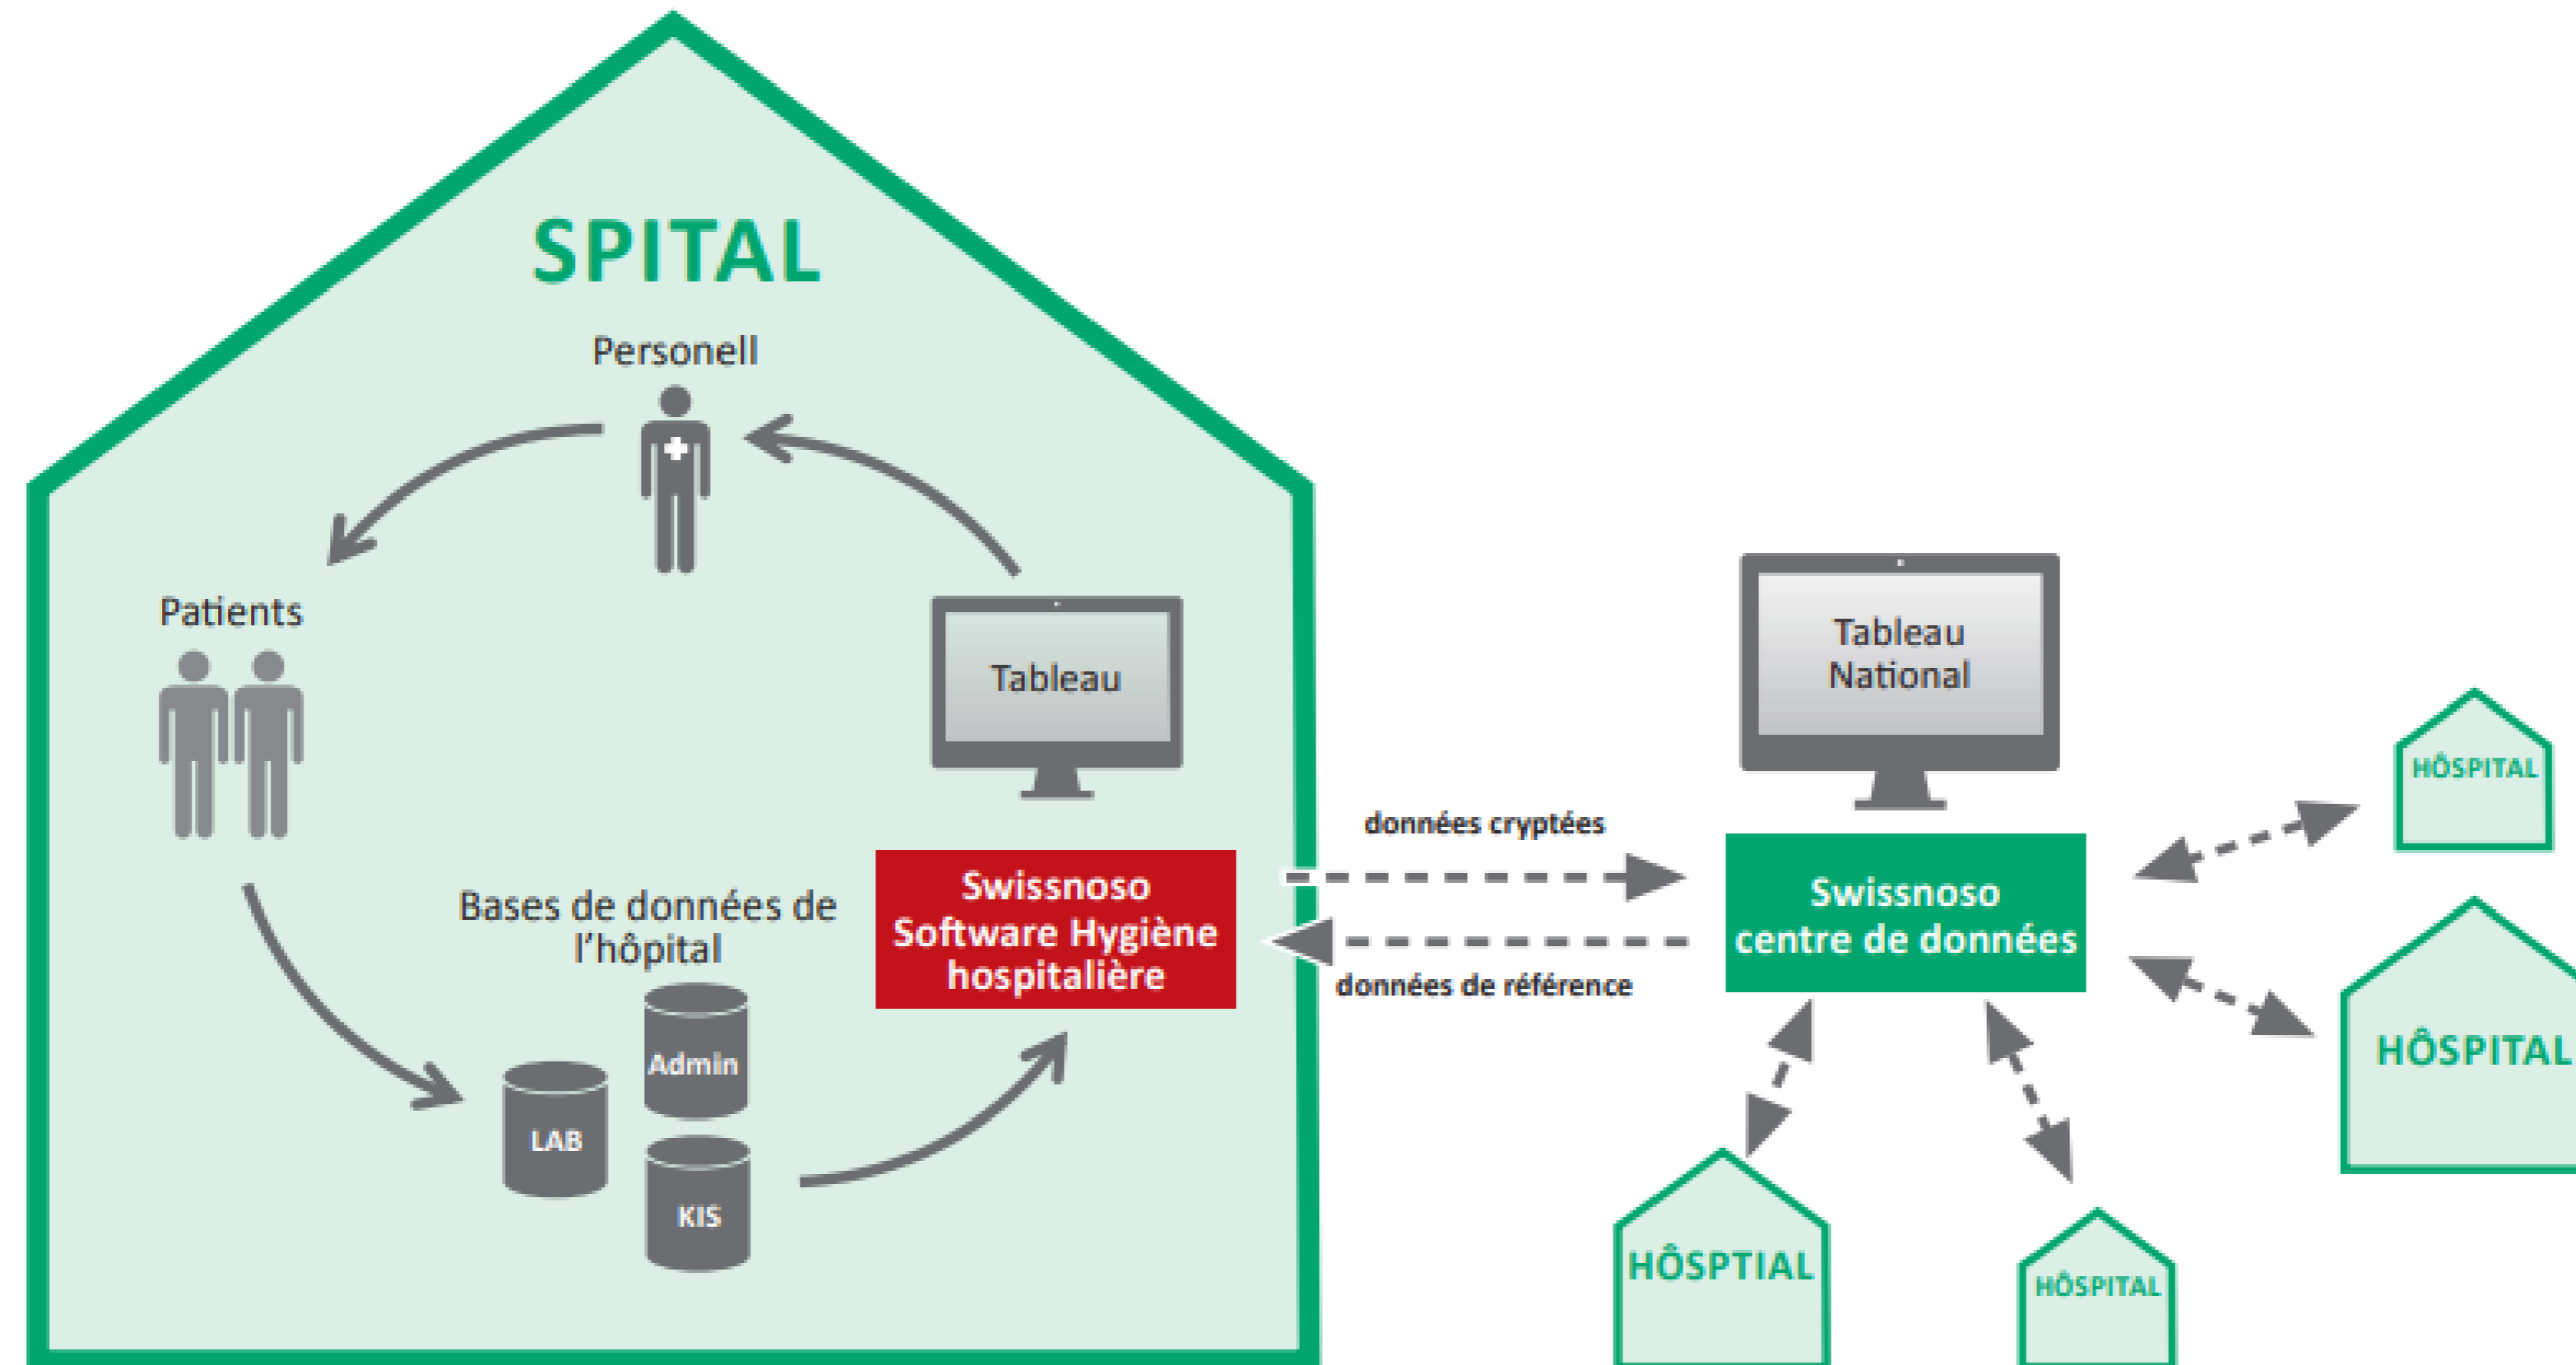 SPITAL
Personell
Patients
Tableau
Bases de données de
l'hôpital
Swissnoso
Software Hygiène
hospitalière
Admin
LAB
KIS
données cryptées
données de référence
Tableau
National
Swissnoso
centre de données
HÔSPITAL
HÔSPITAL
HÔSPTIAL
HÔSPITAL